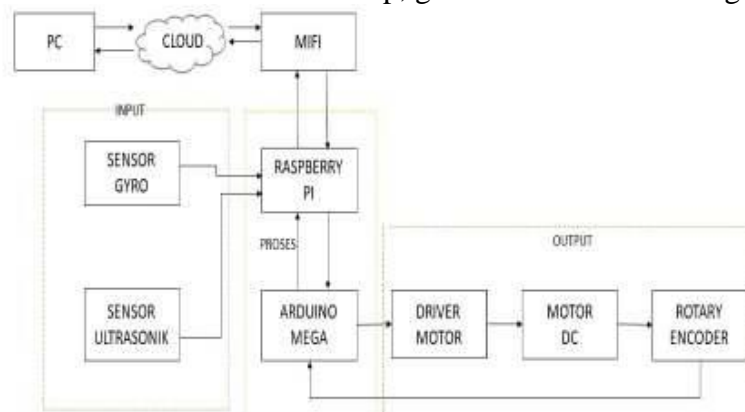 PC
CLOUD
MIFI
INPUT
SENSOR
GYRO
RASPBERRY
PI
PROSES
OUTPUT
SENSOR
ULTRASONIK
ARDUINO
MEGA
DRIVER
MOTOR
MOTOR
DC
ROTARY
ENCODER